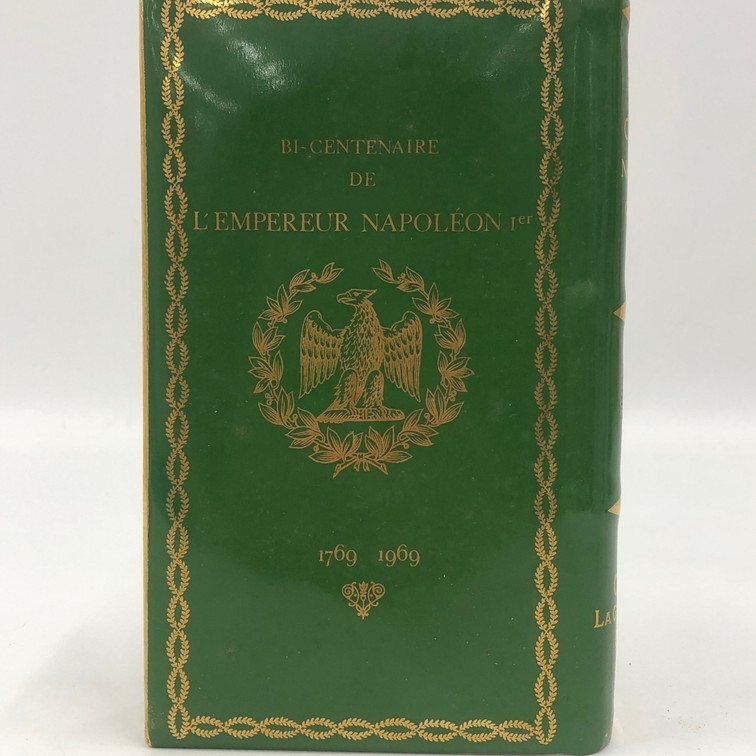 BI-CENTENAIRE
DE
L'EMPEREUR NAPOLÉON Ier
1769 1969